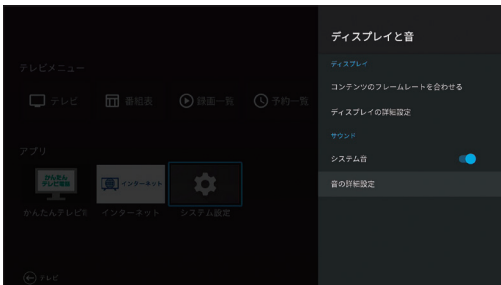 ディスプレイと音
ディスプレイ
コンテンツのフレームレートを合わせる
ディスプレイの詳細設定
サウンド
システム音
音の詳細設定
テレビメニュー
テレビ
番組表
録画一覧
予約一覧
アプリ
かんたん
テレビ電話
インターネット
かんたんテレビ電
インターネット
システム設定
テレビ